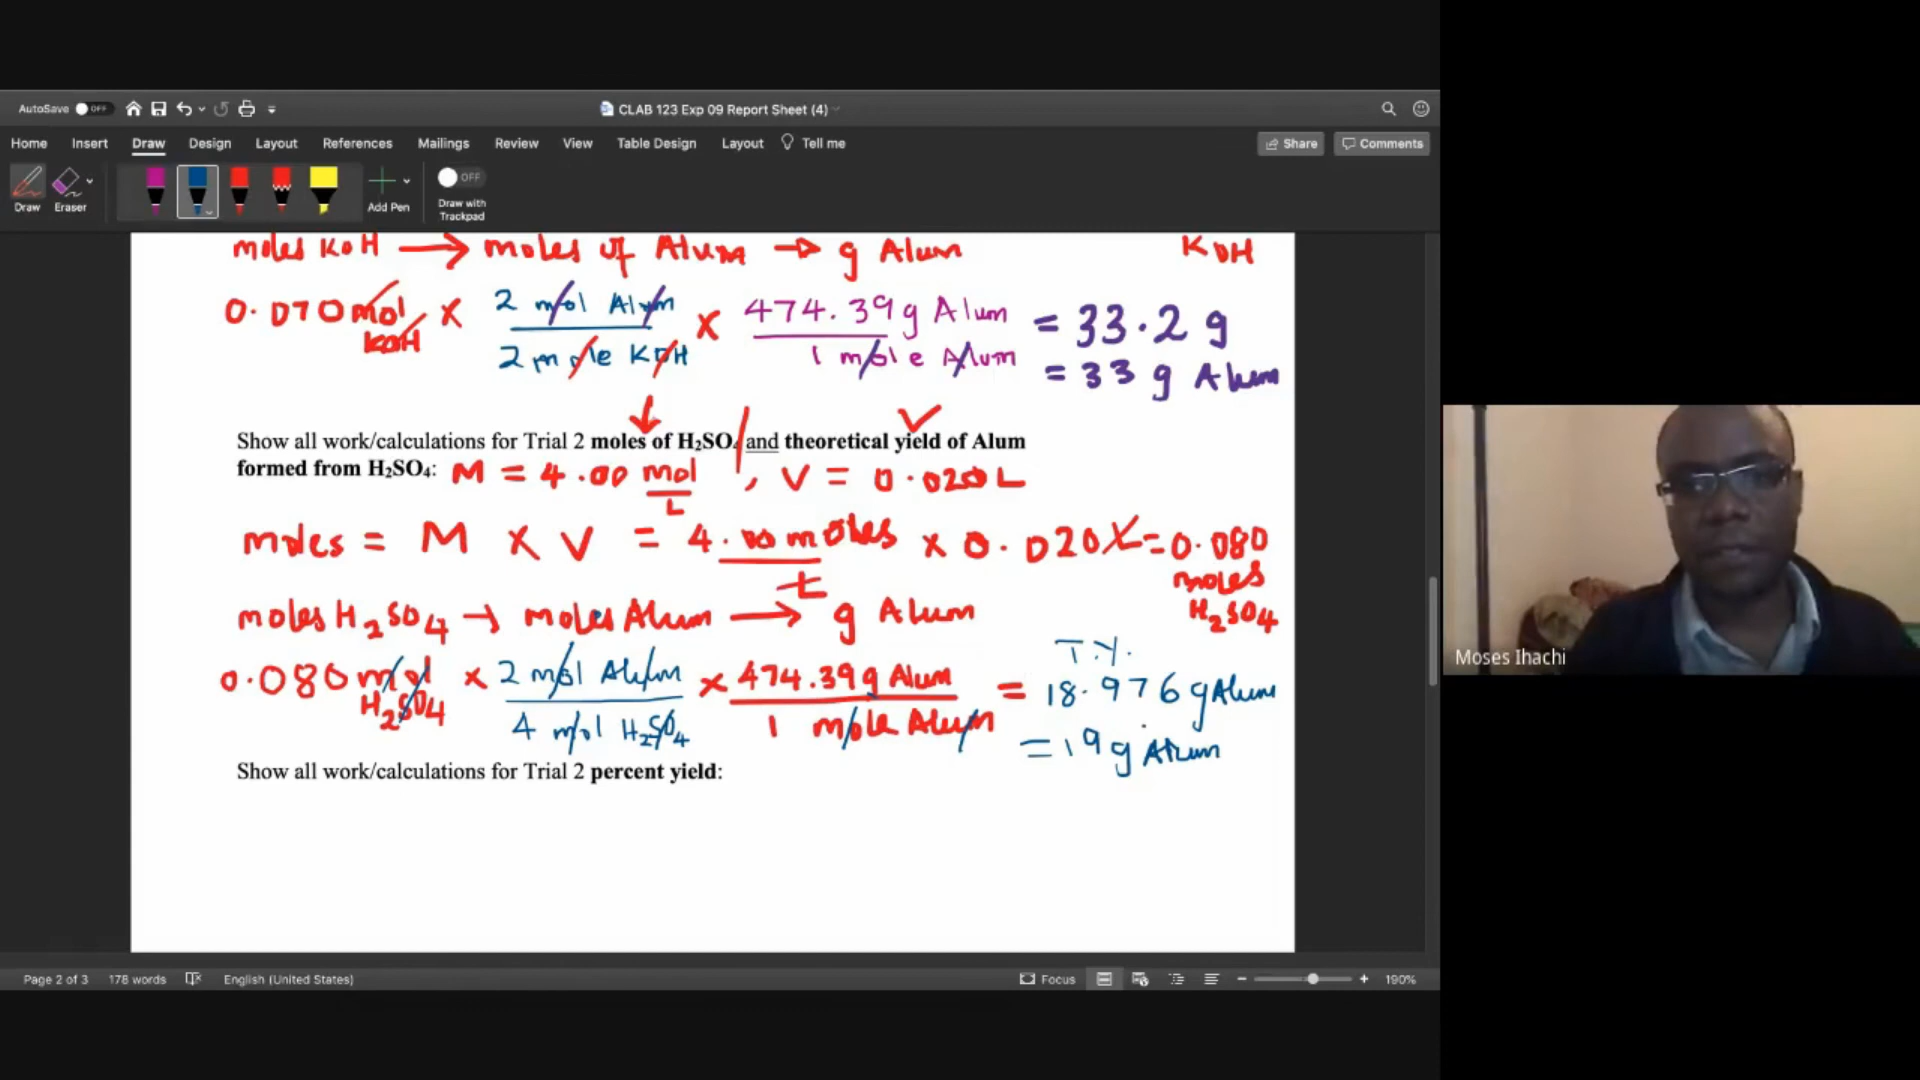 AutoSave OFF
CLAB 123 Exp 09 Report Sheet (4)
Home Insert Draw Design Layout References Mailings Review View Table Design Layout Tell me
Share Comments
Draw Eraser Add Pen OFF Draw with Trackpad
moles KOH → moles of Alum → g Alum KOH
0.070 mol KOH × 2 mol Alum / 2 mole KOH × 474.39 g Alum / 1 mole Alum = 33.2 g
= 33 g Alum
Show all work/calculations for Trial 2 moles of H₂SO₄ and theoretical yield of Alum
formed from H₂SO₄: M = 4.00 mol / L , V = 0.020 L
moles = M × V = 4.00 moles / L × 0.020 L = 0.080 moles H₂SO₄
moles H₂SO₄ → moles Alum → g Alum
T.Y.
0.080 mol H₂SO₄ × 2 mol Alum / 4 mol H₂SO₄ × 474.39 g Alum / 1 mole Alum = 18.976 g Alum
= 19 g Alum
Show all work/calculations for Trial 2 percent yield:
Moses Ihachi
Page 2 of 3 178 words English (United States) Focus 190%